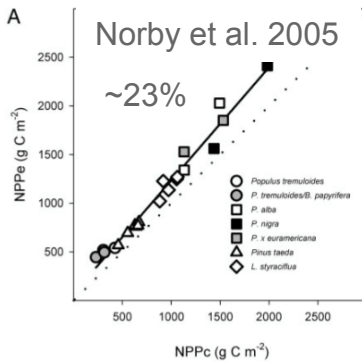 A
Norby et al. 2005
~23%
NPPe (g C m⁻²)
2500
2000
1500
1000
500
Populus tremuloides
P. tremuloides/B. papyrifera
P. alba
P. nigra
P. x euramericana
Pinus taeda
L. styraciflua
500 1000 1500 2000 2500
NPPc (g C m⁻²)